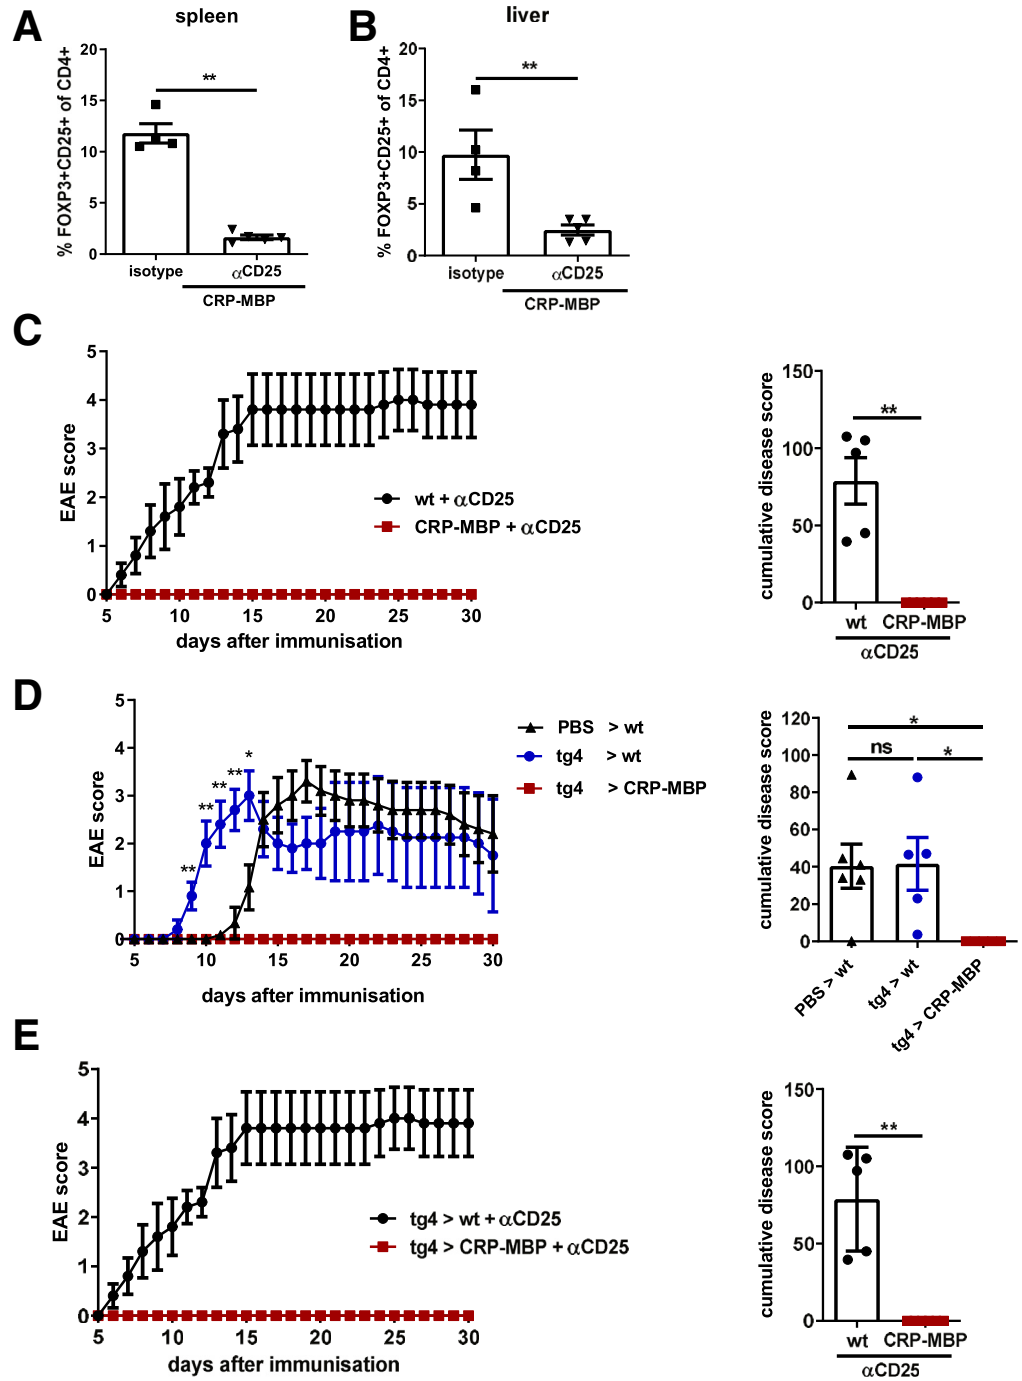 A
spleen
% FOXP3+CD25+ of CD4+
20
15
10
5
0
**
isotype
αCD25
CRP-MBP
B
liver
% FOXP3+CD25+ of CD4+
20
15
10
5
0
**
isotype
αCD25
CRP-MBP
C
EAE score
5
4
3
2
1
0
5 10 15 20 25 30
days after immunisation
wt + αCD25
CRP-MBP + αCD25
cumulative disease score
150
100
50
0
**
wt CRP-MBP
αCD25
D
EAE score
5
4
3
2
1
0
** ** ** ** *
5 10 15 20 25 30
days after immunisation
PBS > wt
tg4 > wt
tg4 > CRP-MBP
cumulative disease score
120
100
80
60
40
20
0
*
ns
*
PBS > wt
tg4 > wt
tg4 > CRP-MBP
E
EAE score
5
4
3
2
1
0
5 10 15 20 25 30
days after immunisation
tg4 > wt + αCD25
tg4 > CRP-MBP + αCD25
cumulative disease score
150
100
50
0
**
wt CRP-MBP
αCD25